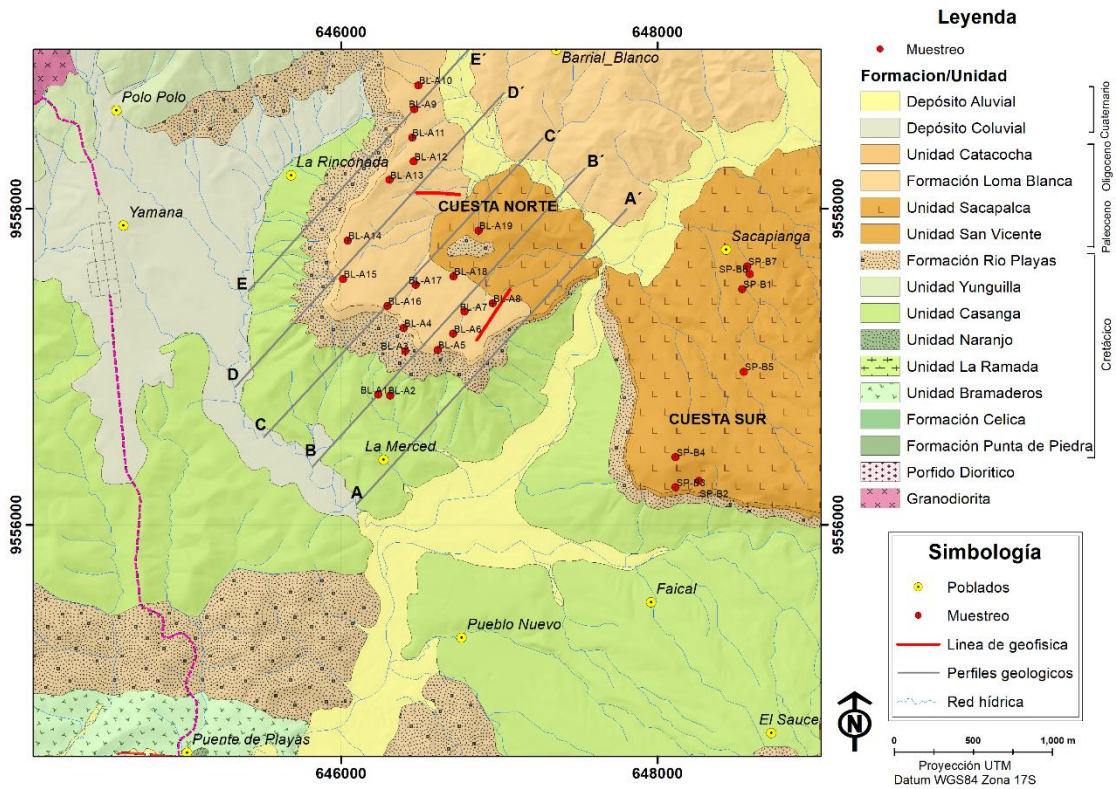 646000
648000
Leyenda
Muestreo
Formacion/Unidad
Depósito Aluvial
Depósito Coluvial
Unidad Catacocha
Formación Loma Blanca
Unidad Sacapalca
Unidad San Vicente
Formación Rio Playas
Unidad Yunguilla
Unidad Casanga
Unidad Naranjo
Unidad La Ramada
Unidad Bramaderos
Formación Celica
Formación Punta de Piedra
Porfido Dioritico
Granodiorita
Cuaternario
Oligoceno
Paleoceno
Cretácico
E´
Barrial_Blanco
Polo Polo
BL-A10
D´
BL-A9
BL-A11
C´
BL-A12
B´
La Rinconada
BL-A13
A´
9558000
9558000
CUESTA NORTE
Yamana
BL-A19
BL-A14
Sacapianga
SP-B7
SP-B6
BL-A18
BL-A15
BL-A17
E
SP-B1
BL-A16
BL-A8
BL-A7
BL-A4
BL-A6
BL-A3
BL-A5
SP-B5
D
BL-A1
BL-A2
CUESTA SUR
C
La Merced
B
SP-B4
SP-B3
SP-B2
A
9556000
9556000
Faical
Pueblo Nuevo
El Sauce
Puente de Playas
646000
648000
Simbología
Poblados
Muestreo
Linea de geofisica
Perfiles geologicos
Red hídrica
N
0 500 1,000 m
Proyección UTM
Datum WGS84 Zona 17S